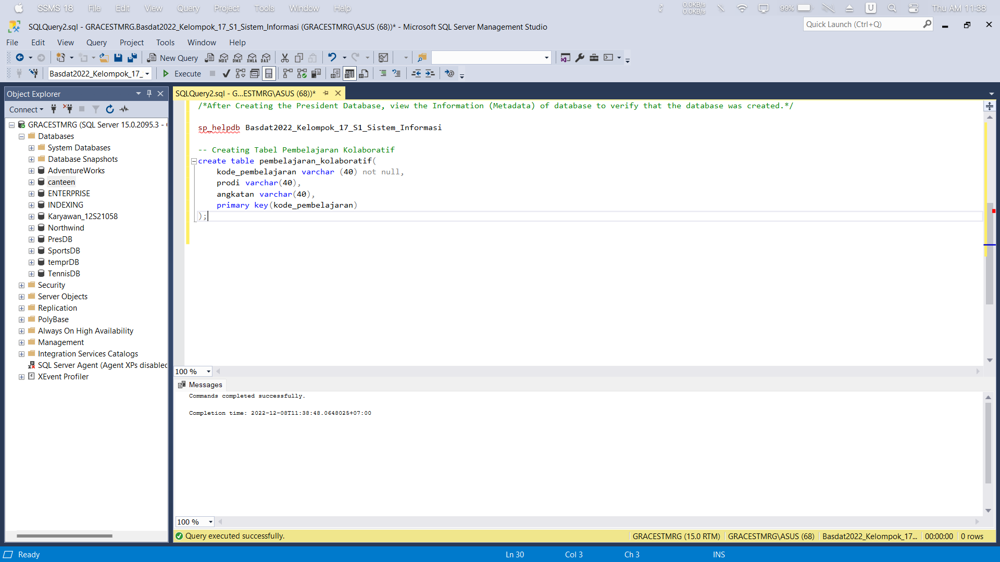 SSMS 18 File Edit View Query Project Tools Window Help 0.0KB/s 0.0KB/s 99% U Thu AM 11:38
SQLQuery2.sql - GRACESTMRG.Basdat2022_Kelompok_17_S1_Sistem_Informasi (GRACESTMRG\ASUS (68))* - Microsoft SQL Server Management Studio
Quick Launch (Ctrl+Q)
File Edit View Query Project Tools Window Help
New Query MDX DMX XMLA DAX
Basdat2022_Kelompok_17_ Execute
Object Explorer
Connect
GRACESTMRG (SQL Server 15.0.2095.3 -
Databases
System Databases
Database Snapshots
AdventureWorks
canteen
ENTERPRISE
INDEXING
Karyawan_12S21058
Northwind
PresDB
SportsDB
temprDB
TennisDB
Security
Server Objects
Replication
PolyBase
Always On High Availability
Management
Integration Services Catalogs
SQL Server Agent (Agent XPs disabled
XEvent Profiler
SQLQuery2.sql - G...ESTMRG\ASUS (68))*
/*After Creating the President Database, view the Information (Metadata) of database to verify that the database was created.*/
sp_helpdb Basdat2022_Kelompok_17_S1_Sistem_Informasi
-- Creating Tabel Pembelajaran Kolaboratif
create table pembelajaran_kolaboratif(
kode_pembelajaran varchar (40) not null,
prodi varchar(40),
angkatan varchar(40),
primary key(kode_pembelajaran)
);
100 %
Messages
Commands completed successfully.
Completion time: 2022-12-08T11:38:48.0648025+07:00
100 %
Query executed successfully. GRACESTMRG (15.0 RTM) GRACESTMRG\ASUS (68) Basdat2022_Kelompok_17... 00:00:00 0 rows
Ready Ln 30 Col 3 Ch 3 INS